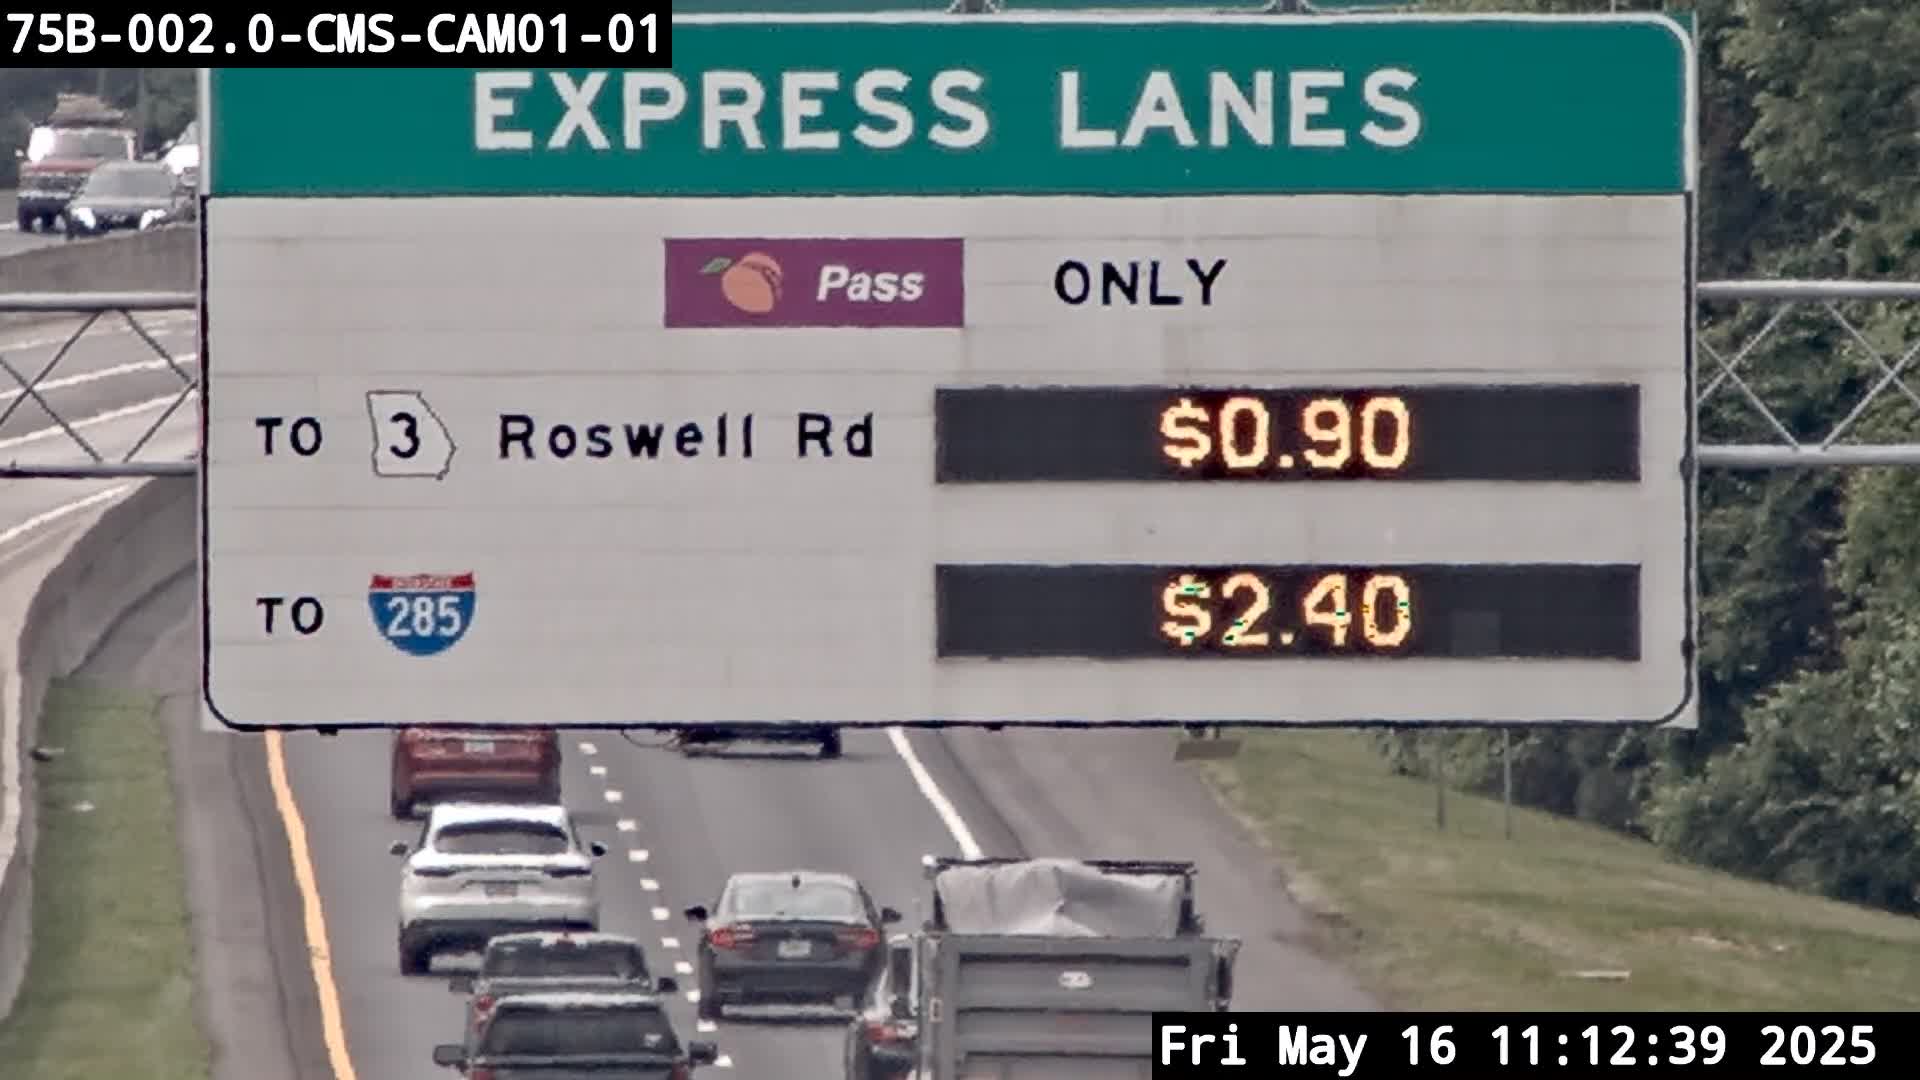 75B-002.0-CMS-CAM01-01
EXPRESS LANES
Pass ONLY
TO 3 Roswell Rd $0.90
TO 285 $2.40
Fri May 16 11:12:39 2025